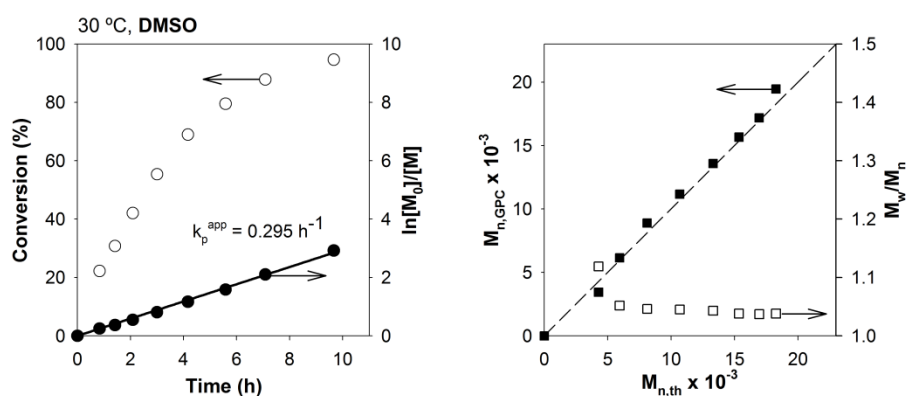 30 ºC, DMSO
100
80
60
40
20
0
Conversion (%)
10
8
6
4
2
0
ln[M₀]/[M]
kₚᵃᵖᵖ = 0.295 h⁻¹
0 2 4 6 8 10
Time (h)
20
15
10
5
0
Mₙ,GPC x 10⁻³
1.5
1.4
1.3
1.2
1.1
1.0
M_w/Mₙ
0 5 10 15 20
Mₙ,th x 10⁻³